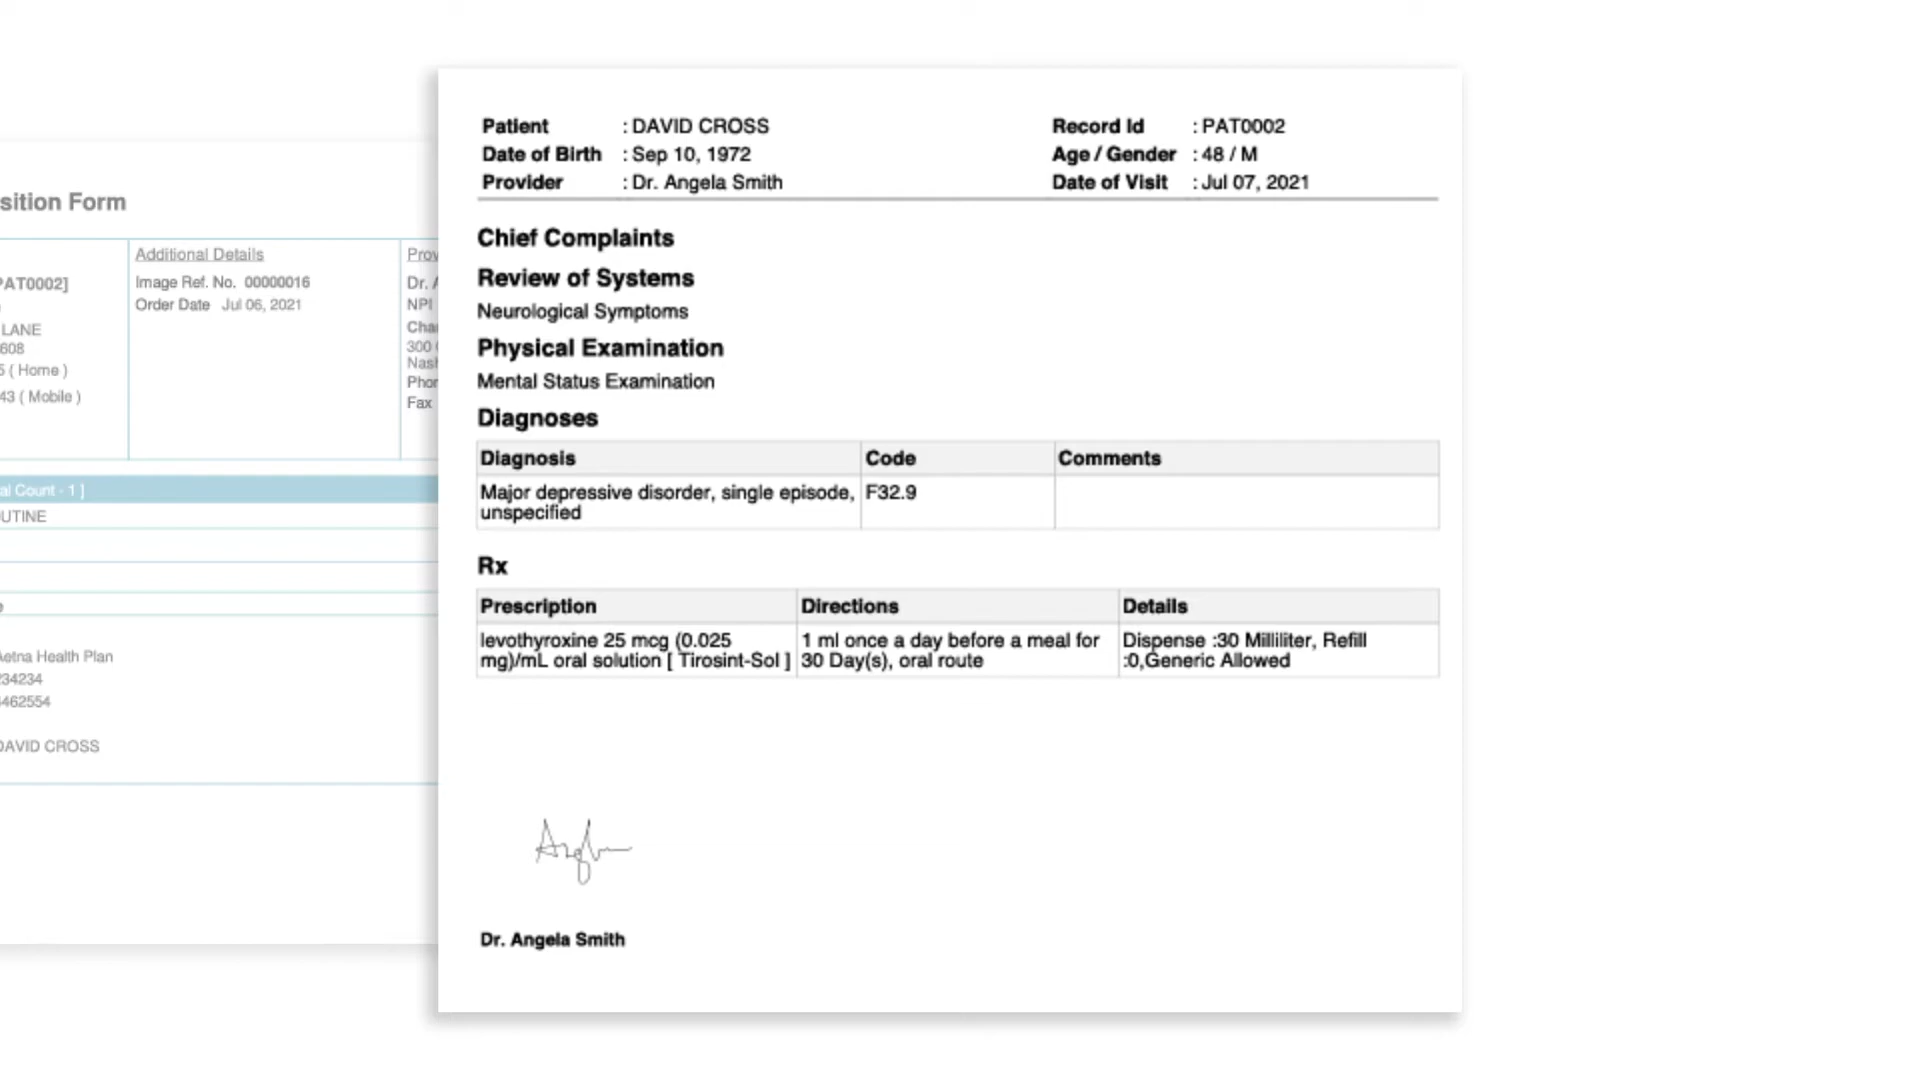 sition Form
PAT0002]
LANE
608
5 ( Home )
43 ( Mobile )
Additional Details
Image Ref. No. 00000016
Order Date Jul 06, 2021
Prov
Dr. A
NPI
Char
300
Nash
Phon
Fax
al Count - 1 ]
UTINE
Aetna Health Plan
234234
462554
DAVID CROSS
Patient : DAVID CROSS
Date of Birth : Sep 10, 1972
Provider : Dr. Angela Smith
Record Id : PAT0002
Age / Gender : 48 / M
Date of Visit : Jul 07, 2021
Chief Complaints
Review of Systems
Neurological Symptoms
Physical Examination
Mental Status Examination
Diagnoses
Diagnosis Code Comments
Major depressive disorder, single episode, F32.9
unspecified
Rx
Prescription Directions Details
levothyroxine 25 mcg (0.025 1 ml once a day before a meal for Dispense :30 Milliliter, Refill
mg)/mL oral solution [ Tirosint-Sol ] 30 Day(s), oral route :0,Generic Allowed
Dr. Angela Smith